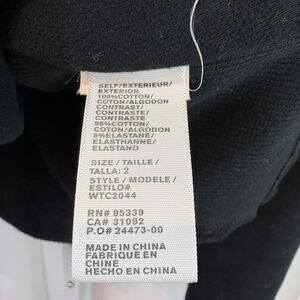 SELF/EXTERIEUR/
EXTERIOR
100%COTTON/
COTON/ALGODON
CONTRAST/
CONTRASTE/
CONTRASTE
95%COTTON/
COTON/ALGODON
5%ELASTANE/
ELASTHANNE/
ELASTANO
SIZE / TAILLE /
TALLA: 2
STYLE / MODELE /
ESTILO#
WTC2044
RN# 95339
CA# 31092
P.O# 24473-00
MADE IN CHINA
FABRIQUE EN
CHINE
HECHO EN CHINA